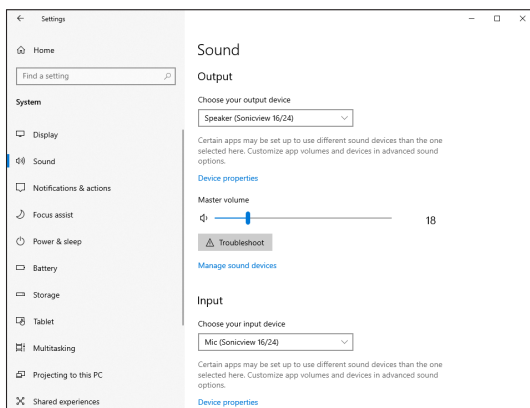 Settings
Home
Find a setting
System
Display
Sound
Notifications & actions
Focus assist
Power & sleep
Battery
Storage
Tablet
Multitasking
Projecting to this PC
Shared experiences
Sound
Output
Choose your output device
Speaker (Sonicview 16/24)
Certain apps may be set up to use different sound devices than the one
selected here. Customize app volumes and devices in advanced sound
options.
Device properties
Master volume
18
Troubleshoot
Manage sound devices
Input
Choose your input device
Mic (Sonicview 16/24)
Certain apps may be set up to use different sound devices than the one
selected here. Customize app volumes and devices in advanced sound
options.
Device properties